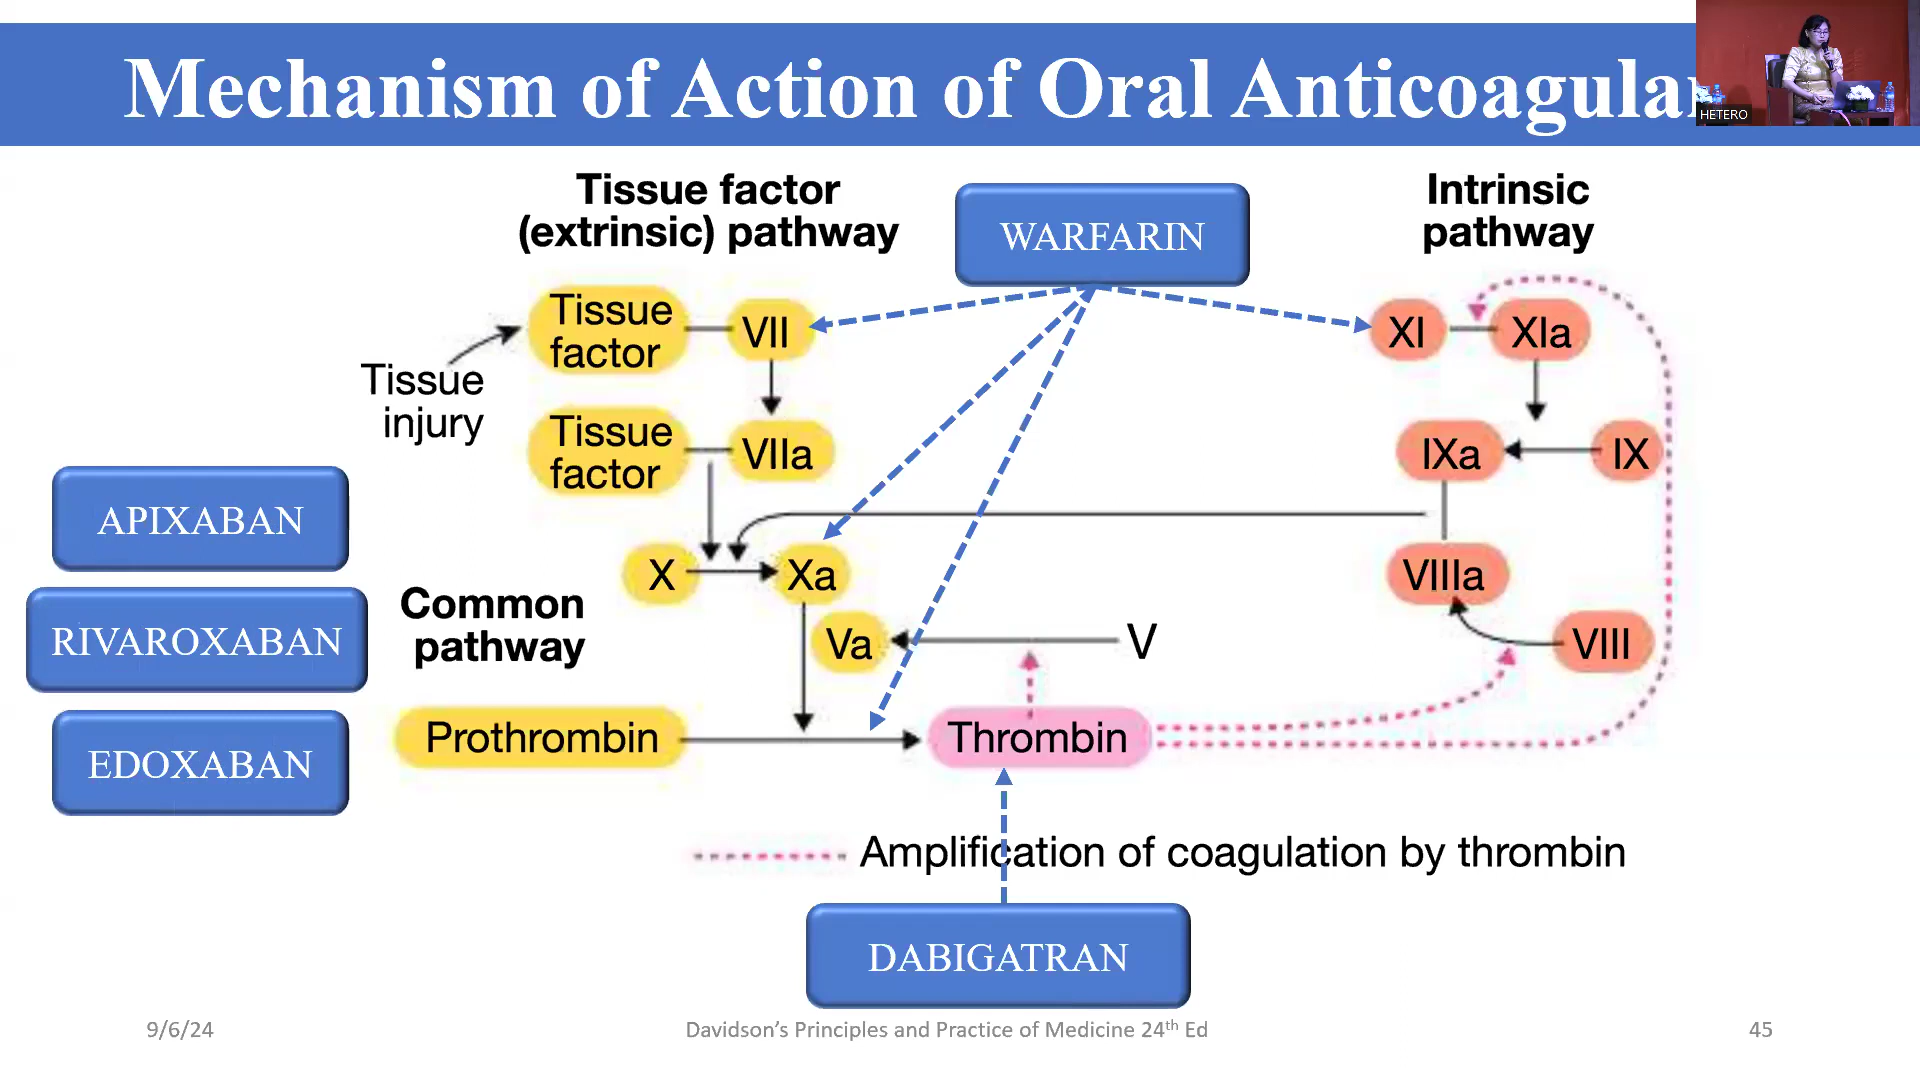 Mechanism of Action of Oral Anticoagula
HETERO
Tissue factor
(extrinsic) pathway
WARFARIN
Intrinsic
pathway
Tissue
factor
VII
XI
XIa
Tissue
injury
Tissue
factor
VIIa
IXa
IX
APIXABAN
X
Xa
VIIIa
RIVAROXABAN
Common
pathway
Va
V
VIII
EDOXABAN
Prothrombin
Thrombin
Amplification of coagulation by thrombin
DABIGATRAN
9/6/24
Davidson’s Principles and Practice of Medicine 24th Ed
45